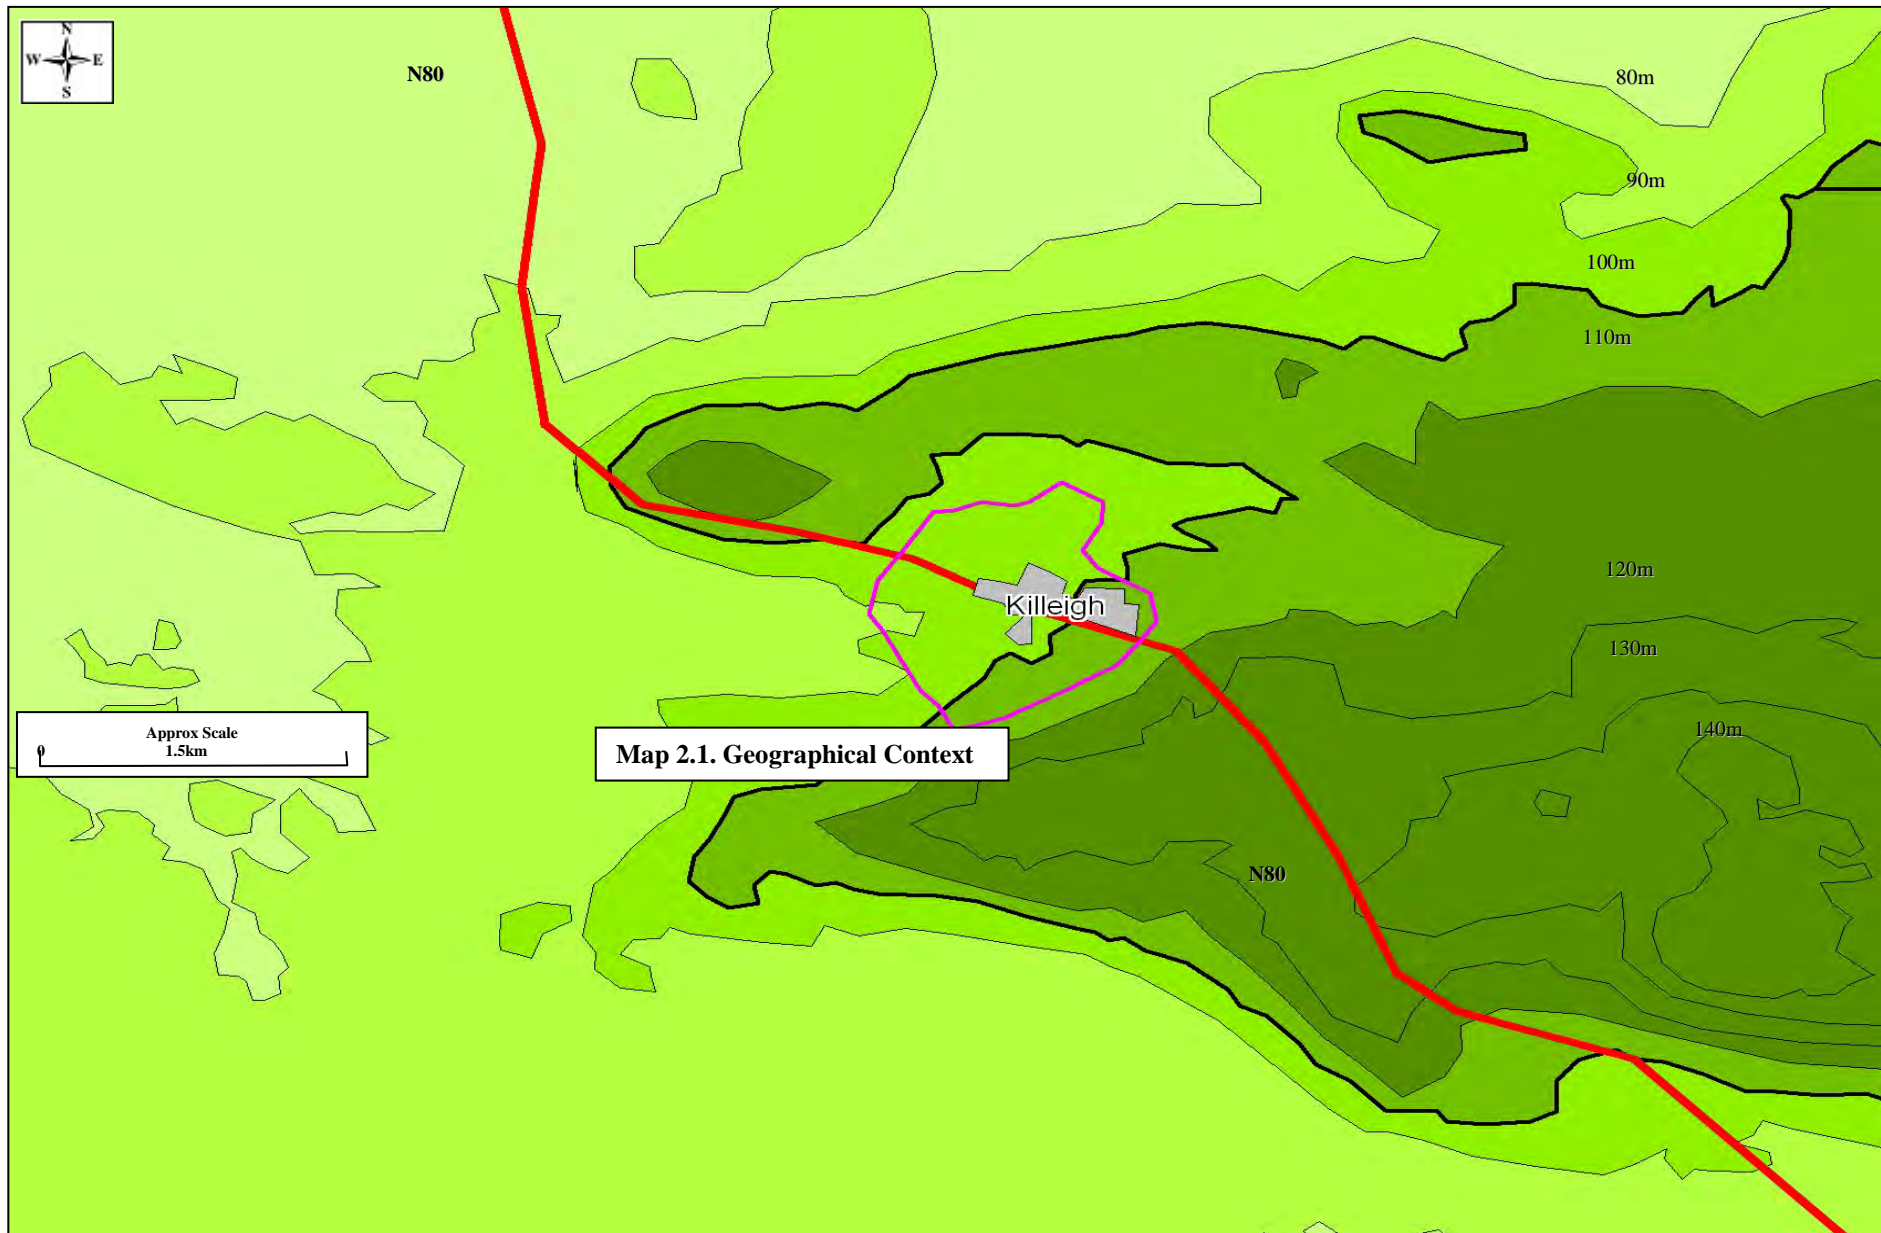 N
W E
S
N80
80m
90m
100m
110m
120m
Killeigh
130m
140m
Approx Scale
0 1.5km
Map 2.1. Geographical Context
N80